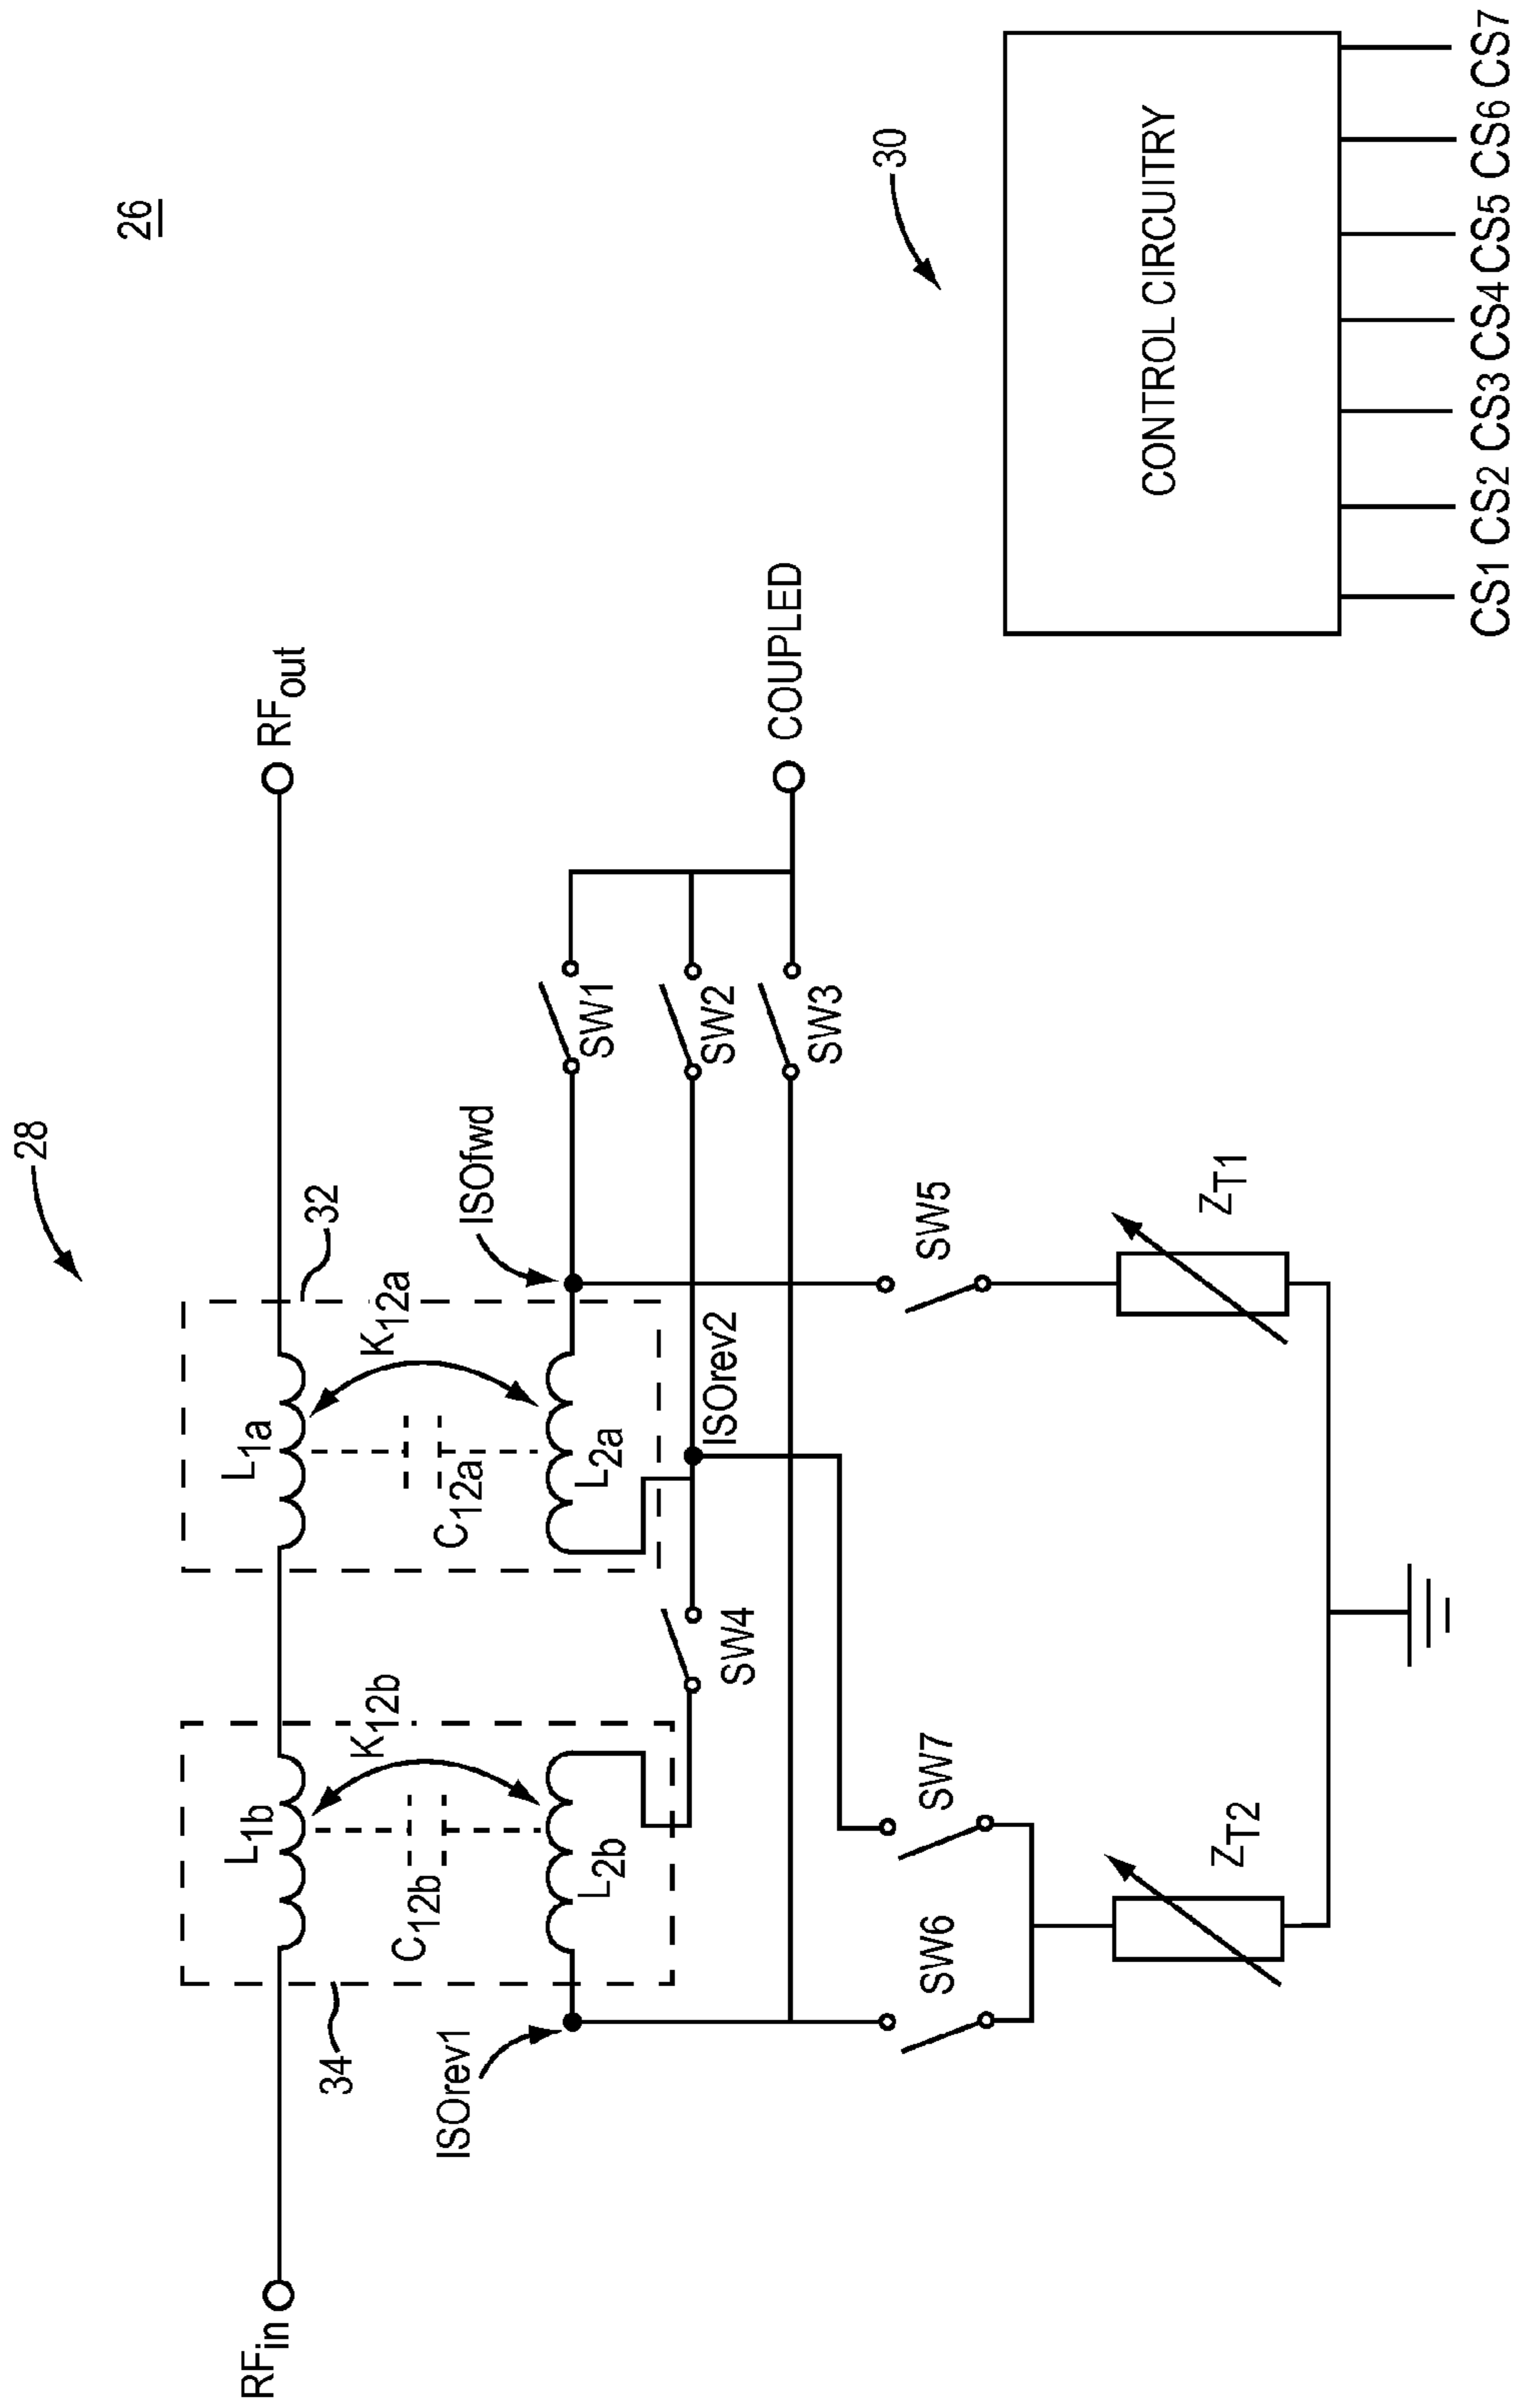 26
28
RFin
RFout
34
32
L1b
L1a
K12b
K12a
C12b
C12a
L2b
L2a
ISOrev1
ISOfwd
ISOrev2
SW1
SW2
SW3
SW4
COUPLED
SW6
SW7
SW5
ZT2
ZT1
30
CONTROL CIRCUITRY
CS1 CS2 CS3 CS4 CS5 CS6 CS7